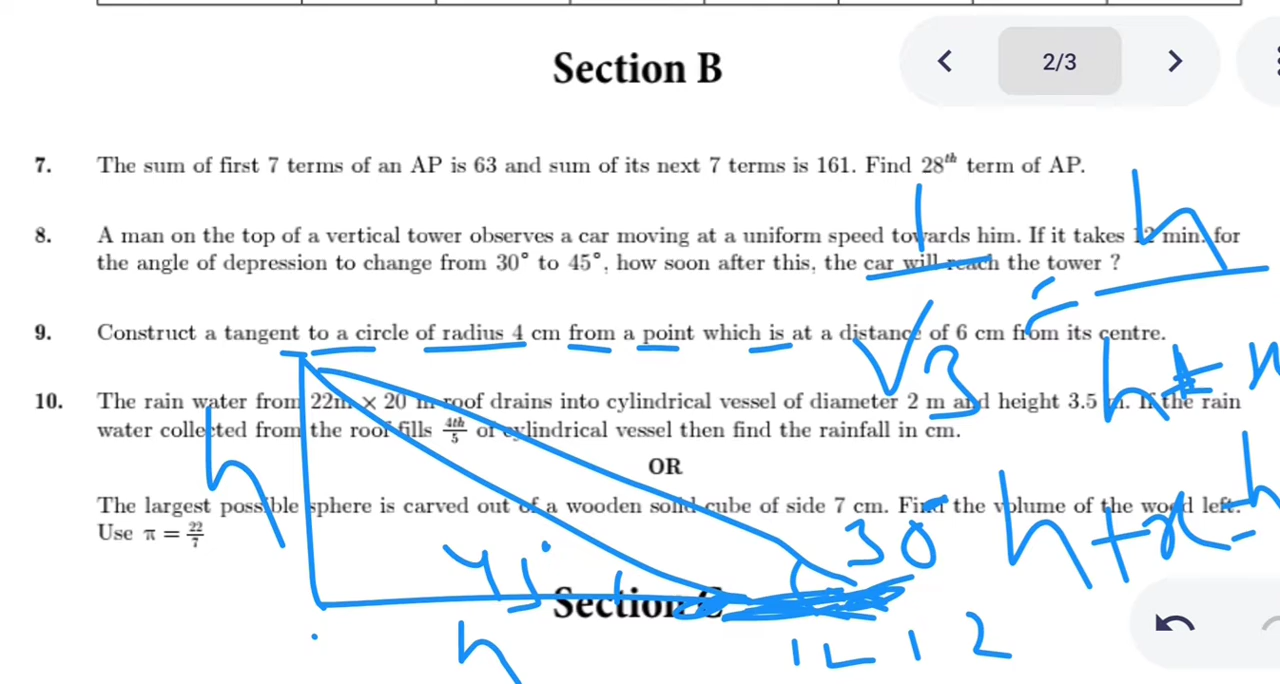 Section B
2/3
7. The sum of first 7 terms of an AP is 63 and sum of its next 7 terms is 161. Find 28th term of AP.
8. A man on the top of a vertical tower observes a car moving at a uniform speed towards him. If it takes 12 min. for
the angle of depression to change from 30° to 45°, how soon after this, the car will reach the tower ?
9. Construct a tangent to a circle of radius 4 cm from a point which is at a distance of 6 cm from its centre.
10. The rain water from 22m × 20 m roof drains into cylindrical vessel of diameter 2 m and height 3.5 m. If the rain
water collected from the roof fills 4th/5 of cylindrical vessel then find the rainfall in cm.
OR
The largest possible sphere is carved out of a wooden solid cube of side 7 cm. Find the volume of the wood left.
Use π = 22/7
Section C
1/√3 = h/h+
h
45°
30
h+x=h
h
12